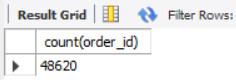 Result Grid Filter Rows:
count(order_id)
48620